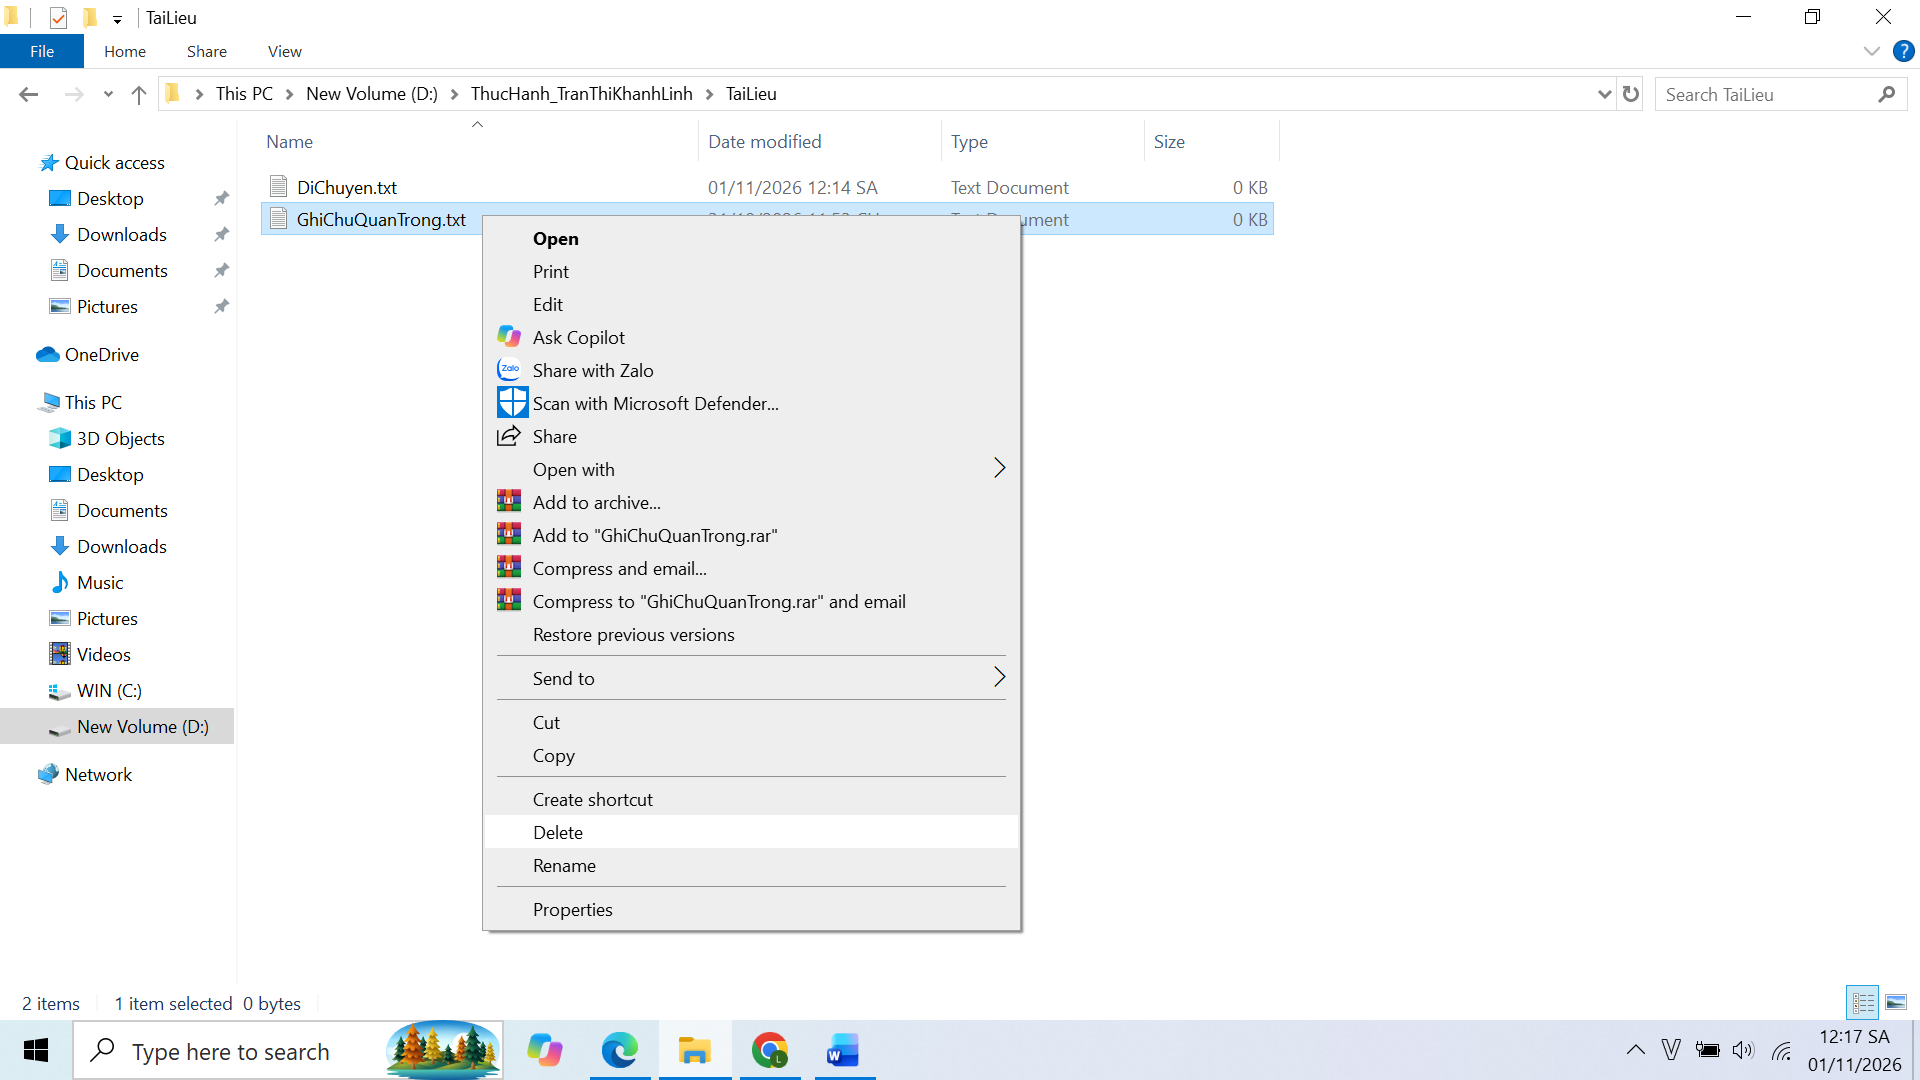 TaiLieu
File Home Share View
This PC New Volume (D:) ThucHanh_TranThiKhanhLinh TaiLieu
Search TaiLieu
Name Date modified Type Size
DiChuyen.txt 01/11/2026 12:14 SA Text Document 0 KB
GhiChuQuanTrong.txt 0 KB
Quick access
Desktop
Downloads
Documents
Pictures
OneDrive
This PC
3D Objects
Desktop
Documents
Downloads
Music
Pictures
Videos
WIN (C:)
New Volume (D:)
Network
Open
Print
Edit
Ask Copilot
Zalo Share with Zalo
Scan with Microsoft Defender...
Share
Open with
Add to archive...
Add to "GhiChuQuanTrong.rar"
Compress and email...
Compress to "GhiChuQuanTrong.rar" and email
Restore previous versions
Send to
Cut
Copy
Create shortcut
Delete
Rename
Properties
2 items 1 item selected 0 bytes
Type here to search
12:17 SA
01/11/2026